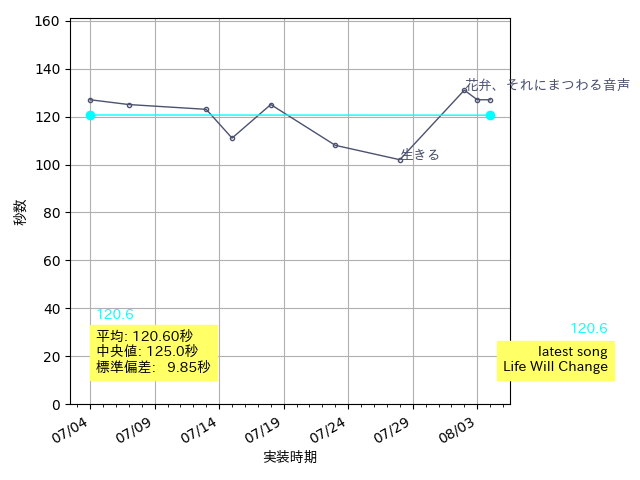 160
140
120
100
80
60
40
20
0
秒数
花弁、それにまつわる音声
生きる
120.6
平均: 120.60秒
中央値: 125.0秒
標準偏差:   9.85秒
120.6
latest song
Life Will Change
07/04
07/09
07/14
07/19
07/24
07/29
08/03
実装時期